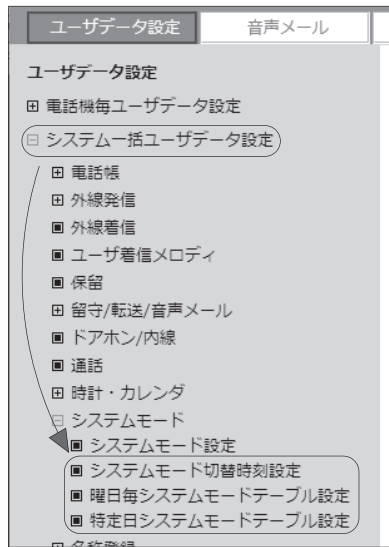 ユーザデータ設定 音声メール
ユーザデータ設定
電話機毎ユーザデータ設定
システム一括ユーザデータ設定
電話帳
外線発信
外線着信
ユーザ着信メロディ
保留
留守/転送/音声メール
ドアホン/内線
通話
時計・カレンダ
システムモード
システムモード設定
システムモード切替時刻設定
曜日毎システムモードテーブル設定
特定日システムモードテーブル設定
名称登録